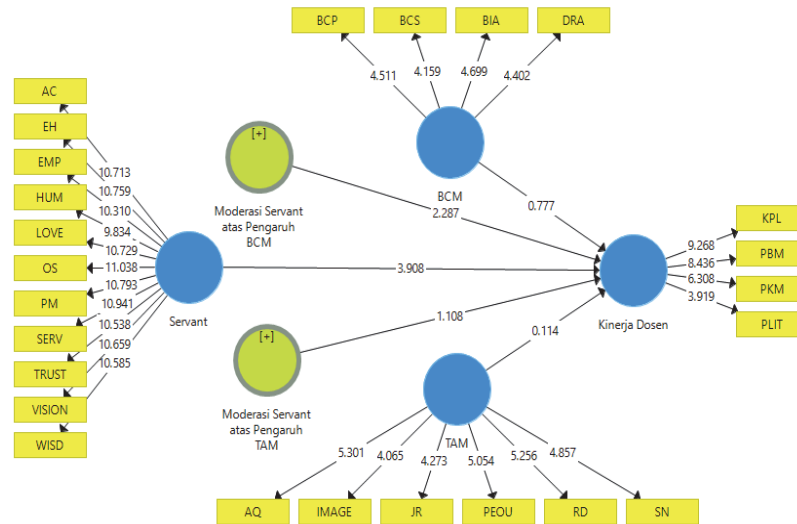 BCP
BCS
BIA
DRA
4.511
4.159
4.699
4.402
BCM
AC
EH
EMP
HUM
LOVE
OS
PM
SERV
TRUST
VISION
WISD
10.713
10.759
10.310
9.834
10.729
11.038
10.793
10.941
10.538
10.659
10.585
Servant
[+]
Moderasi Servant
atas Pengaruh
BCM
2.287
0.777
3.908
1.108
0.114
[+]
Moderasi Servant
atas Pengaruh
TAM
Kinerja Dosen
9.268
8.436
6.308
3.919
KPL
PBM
PKM
PLIT
TAM
5.301
4.065
4.273
5.054
5.256
4.857
AQ
IMAGE
JR
PEOU
RD
SN